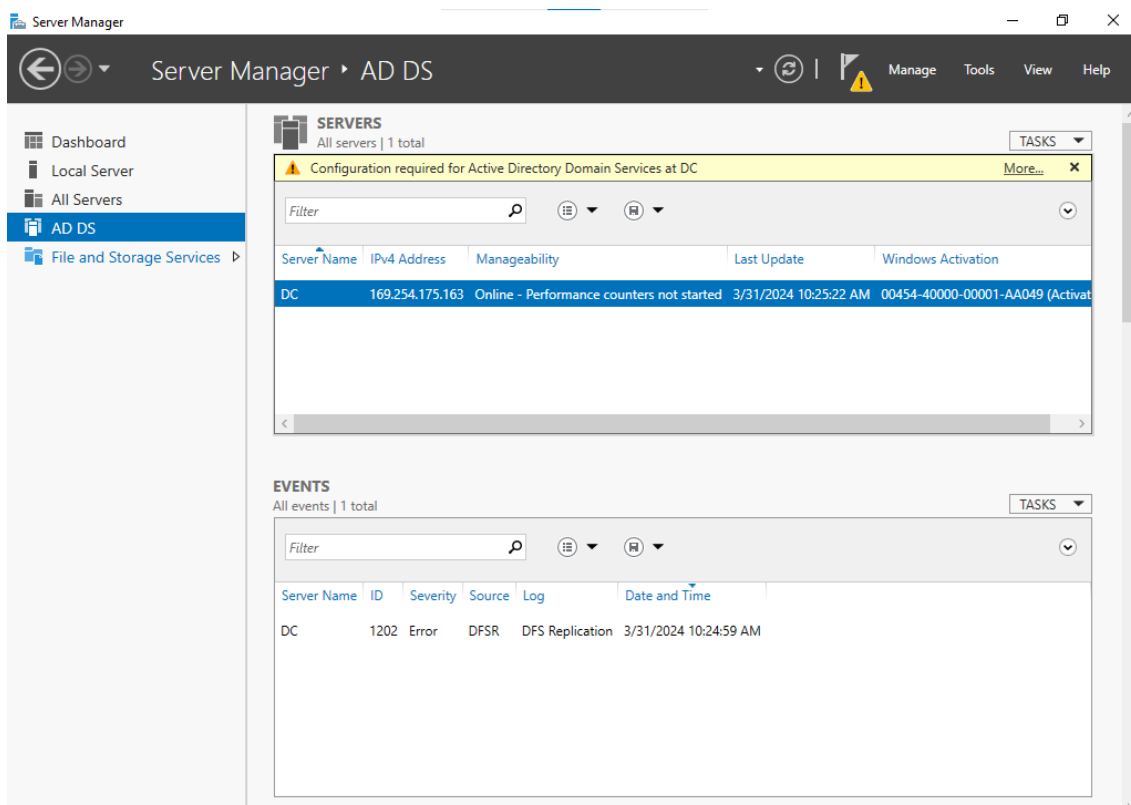 Server Manager
Server Manager ‣ AD DS
Manage Tools View Help
Dashboard
Local Server
All Servers
AD DS
File and Storage Services
SERVERS
All servers | 1 total
TASKS
Configuration required for Active Directory Domain Services at DC More...
Filter
Server Name IPv4 Address Manageability Last Update Windows Activation
DC 169.254.175.163 Online - Performance counters not started 3/31/2024 10:25:22 AM 00454-40000-00001-AA049 (Activat
EVENTS
All events | 1 total
TASKS
Filter
Server Name ID Severity Source Log Date and Time
DC 1202 Error DFSR DFS Replication 3/31/2024 10:24:59 AM